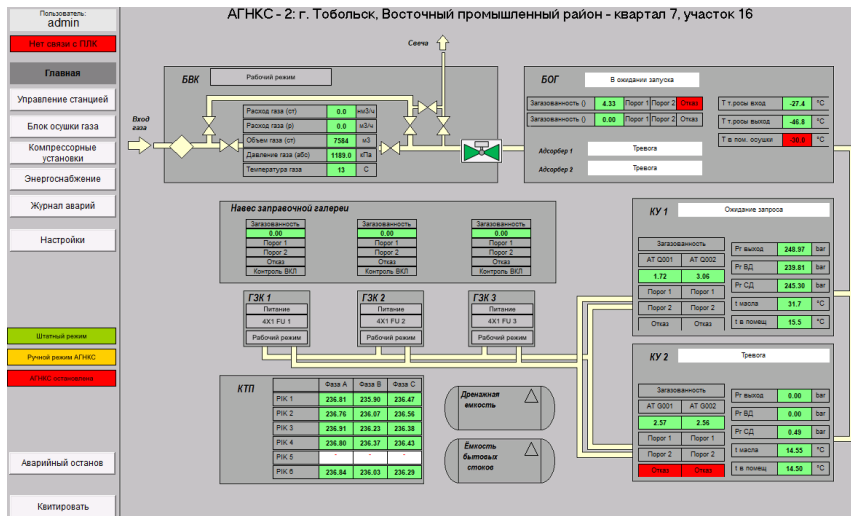 Пользователь:
admin
АГНКС - 2: г. Тобольск, Восточный промышленный район - квартал 7, участок 16
Нет связи с ПЛК
Главная
Управление станцией
Блок осушки газа
Компрессорные
установки
Энергоснабжение
Журнал аварий
Настройки
Штатный режим
Ручной режим АГНКС
АГНКС остановлена
Аварийный останов
Квитировать
Свеча
Вход
газа
БВК
Рабочий режим
Расход газа (ст) 0.0 нм3/ч
Расход газа (р) 0.0 м3/ч
Объем газа (ст) 7584 м3
Давление газа (абс) 1189.0 кПа
Температура газа 13 C
БОГ
В ожидании запуска
Загазованность () 4.33 Порог 1 Порог 2 Отказ
Загазованность () 0.00 Порог 1 Порог 2 Отказ
Адсорбер 1 Тревога
Адсорбер 2 Тревога
Т т.росы вход -27.4 °C
Т т.росы выход -46.8 °C
Т в пом. осушки -50.0 °C
Навес заправочной галереи
Загазованность
0.00
Порог 1
Порог 2
Отказ
Контроль ВКЛ
Загазованность
0.00
Порог 1
Порог 2
Отказ
Контроль ВКЛ
Загазованность
0.00
Порог 1
Порог 2
Отказ
Контроль ВКЛ
ГЗК 1
Питание
4X1 FU 1
Рабочий режим
ГЗК 2
Питание
4X1 FU 2
Рабочий режим
ГЗК 3
Питание
4X1 FU 3
Рабочий режим
КУ 1
Ожидание запроса
Загазованность
AT Q001 AT Q002
1.72 3.06
Порог 1 Порог 1
Порог 2 Порог 2
Отказ Отказ
Pr выход 248.97 bar
Pr ВД 239.81 bar
Pr СД 245.30 bar
t масла 31.7 °C
t в помещ 15.5 °C
КУ 2
Тревога
Загазованность
AT G001 AT G002
2.57 2.56
Порог 1 Порог 1
Порог 2 Порог 2
Отказ Отказ
Pr выход 0.00 bar
Pr ВД 0.00 bar
Pr СД 0.49 bar
t масла 14.55 °C
t в помещ 14.50 °C
КТП
Фаза A Фаза B Фаза C
PIK 1 236.81 235.90 236.47
PIK 2 236.76 236.07 236.56
PIK 3 236.91 236.23 236.38
PIK 4 236.80 236.37 236.43
PIK 5 - - -
PIK 6 236.84 236.03 236.29
Дренажная
емкость
Ёмкость
бытовых
стоков